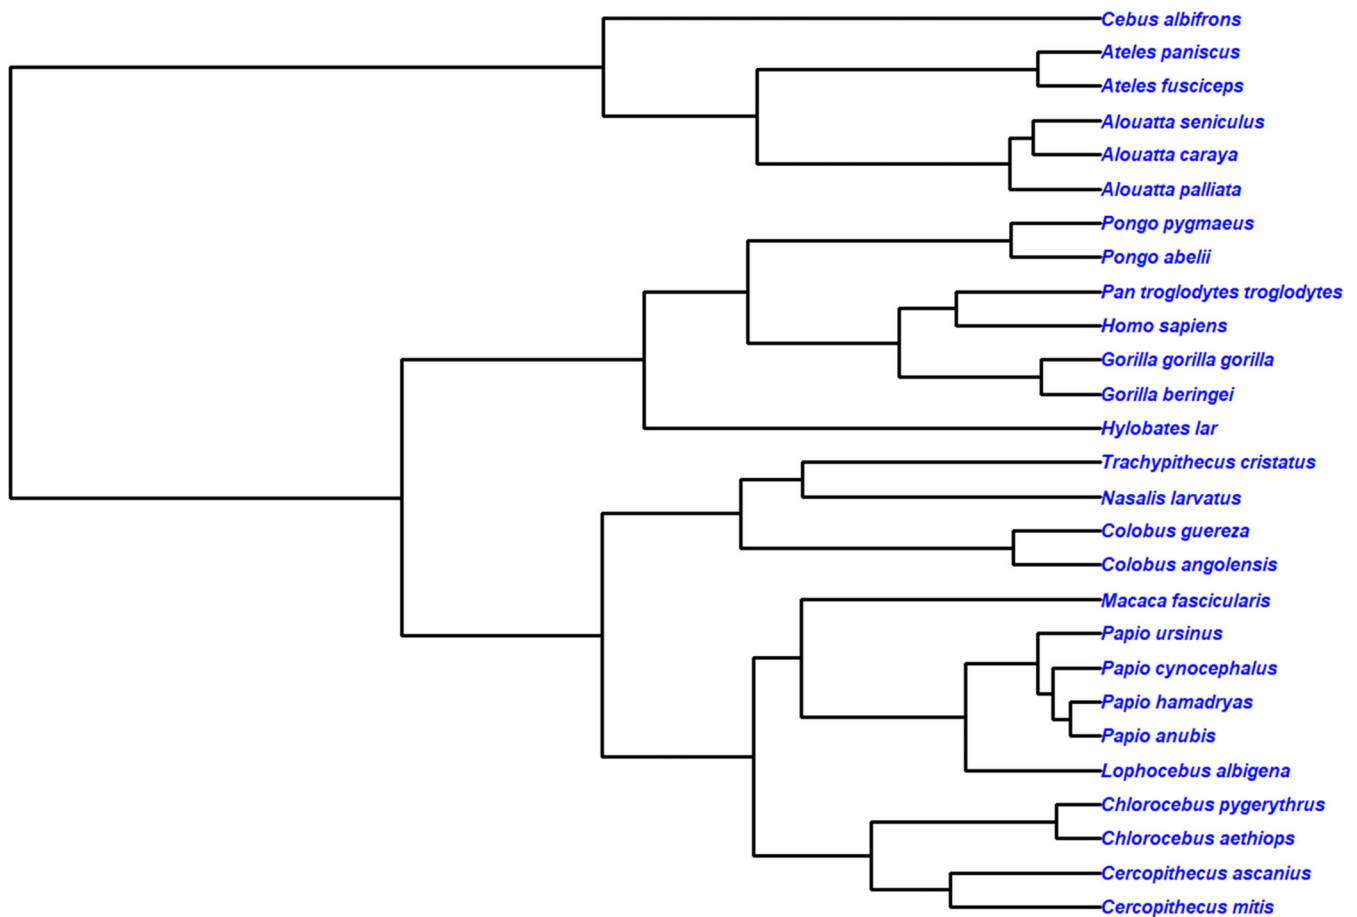 Cebus albifrons
Ateles paniscus
Ateles fusciceps
Alouatta seniculus
Alouatta caraya
Alouatta palliata
Pongo pygmaeus
Pongo abelii
Pan troglodytes troglodytes
Homo sapiens
Gorilla gorilla gorilla
Gorilla beringei
Hylobates lar
Trachypithecus cristatus
Nasalis larvatus
Colobus guereza
Colobus angolensis
Macaca fascicularis
Papio ursinus
Papio cynocephalus
Papio hamadryas
Papio anubis
Lophocebus albigena
Chlorocebus pygerythrus
Chlorocebus aethiops
Cercopithecus ascanius
Cercopithecus mitis